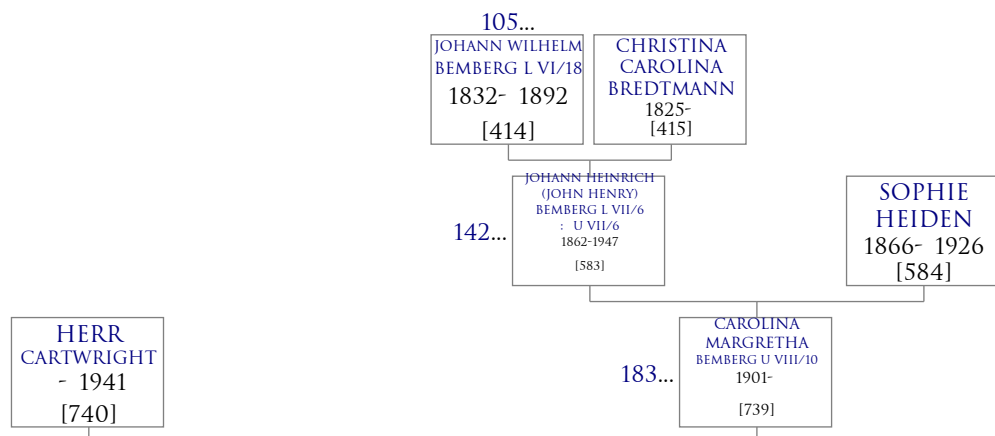 105...
JOHANN WILHELM
BEMBERG L VI/18
1832- 1892
[414]
CHRISTINA
CAROLINA
BREDTMANN
1825-
[415]
142...
JOHANN HEINRICH
(JOHN HENRY)
BEMBERG L VII/6
: U VII/6
1862-1947
[583]
SOPHIE
HEIDEN
1866- 1926
[584]
HERR
CARTWRIGHT
- 1941
[740]
183...
CAROLINA
MARGRETHA
BEMBERG U VIII/10
1901-
[739]